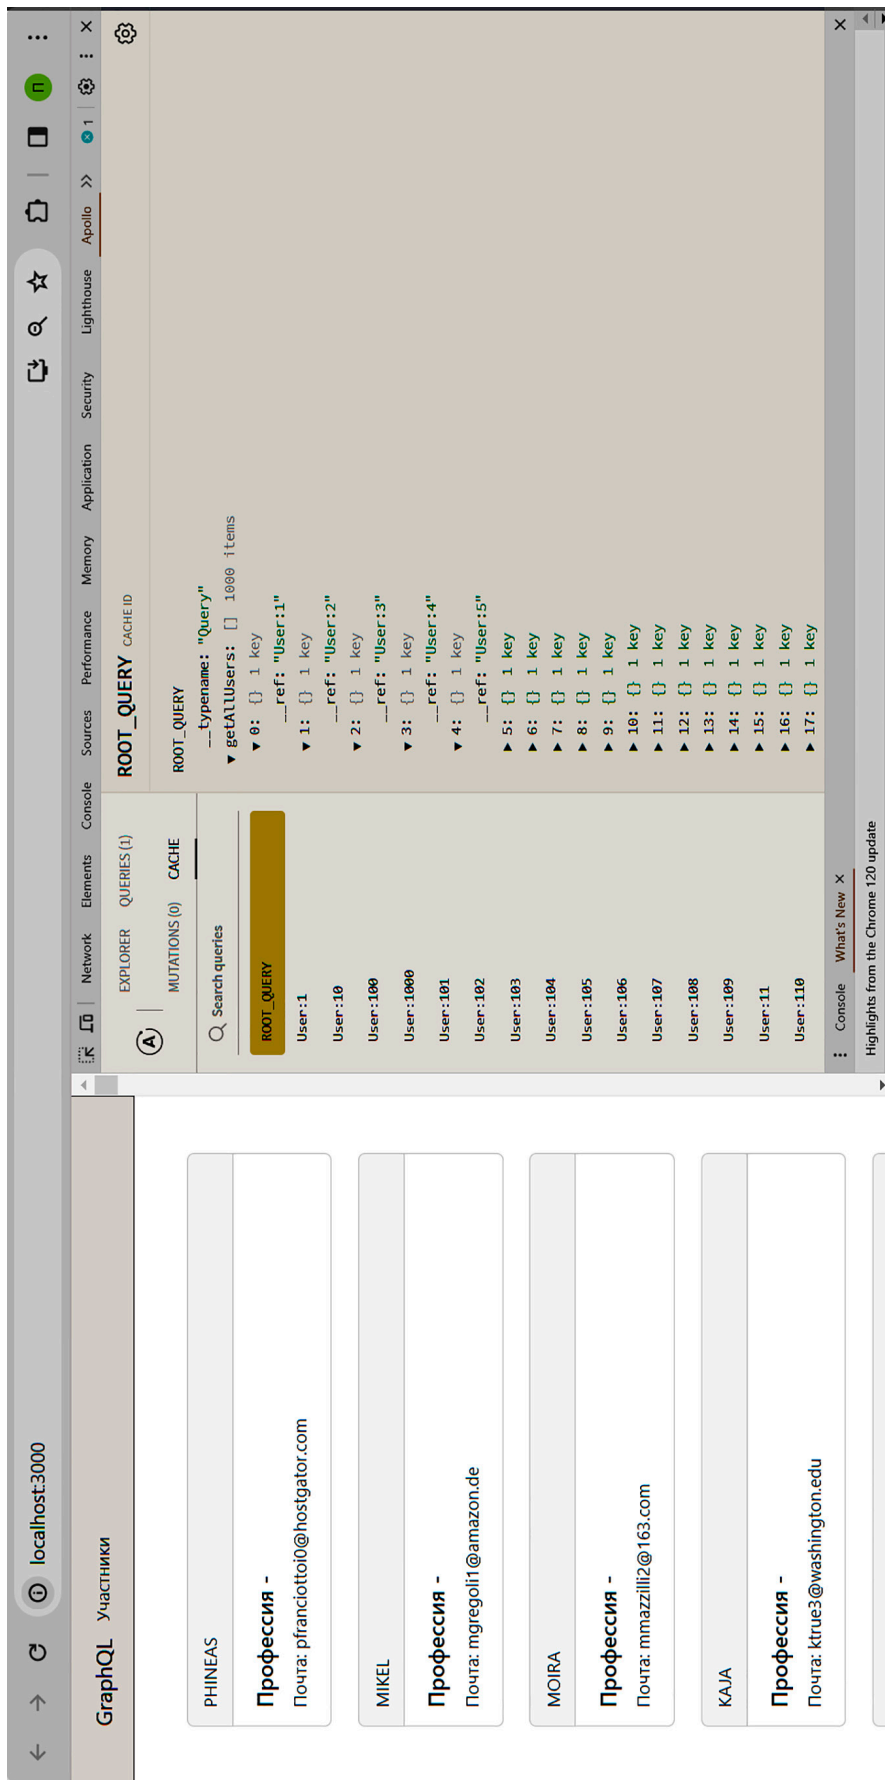 localhost:3000
п
GraphQL Участники
PHINEAS
Профессия -
Почта: pfranciottoi0@hostgator.com
MIKEL
Профессия -
Почта: mgregoli1@amazon.de
MOIRA
Профессия -
Почта: mmazzilli2@163.com
KAJA
Профессия -
Почта: ktrue3@washington.edu
Network Elements Console Sources Performance Memory Application Security Lighthouse Apollo 1
A
EXPLORER QUERIES (1)
MUTATIONS (0) CACHE
Search queries
ROOT_QUERY
User:1
User:10
User:100
User:1000
User:101
User:102
User:103
User:104
User:105
User:106
User:107
User:108
User:109
User:11
User:110
ROOT_QUERY CACHE ID
ROOT_QUERY
__typename: "Query"
▼ getAllUsers: [] 1000 items
▼ 0: {} 1 key
__ref: "User:1"
▼ 1: {} 1 key
__ref: "User:2"
▼ 2: {} 1 key
__ref: "User:3"
▼ 3: {} 1 key
__ref: "User:4"
▼ 4: {} 1 key
__ref: "User:5"
▶ 5: {} 1 key
▶ 6: {} 1 key
▶ 7: {} 1 key
▶ 8: {} 1 key
▶ 9: {} 1 key
▶ 10: {} 1 key
▶ 11: {} 1 key
▶ 12: {} 1 key
▶ 13: {} 1 key
▶ 14: {} 1 key
▶ 15: {} 1 key
▶ 16: {} 1 key
▶ 17: {} 1 key
Console What's New ×
Highlights from the Chrome 120 update